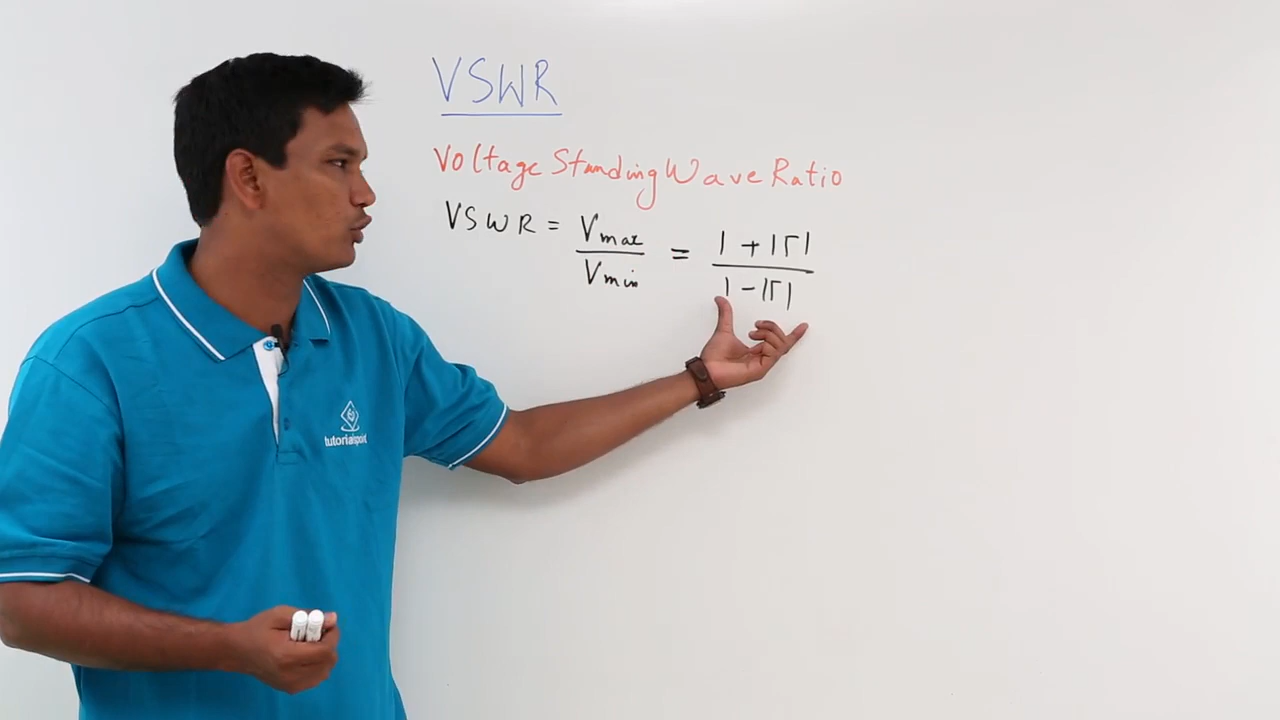 VSWR
Voltage Standing Wave Ratio
VSWR = Vmax / Vmin = 1 + |Γ| / 1 - |Γ|
tutorialspoint